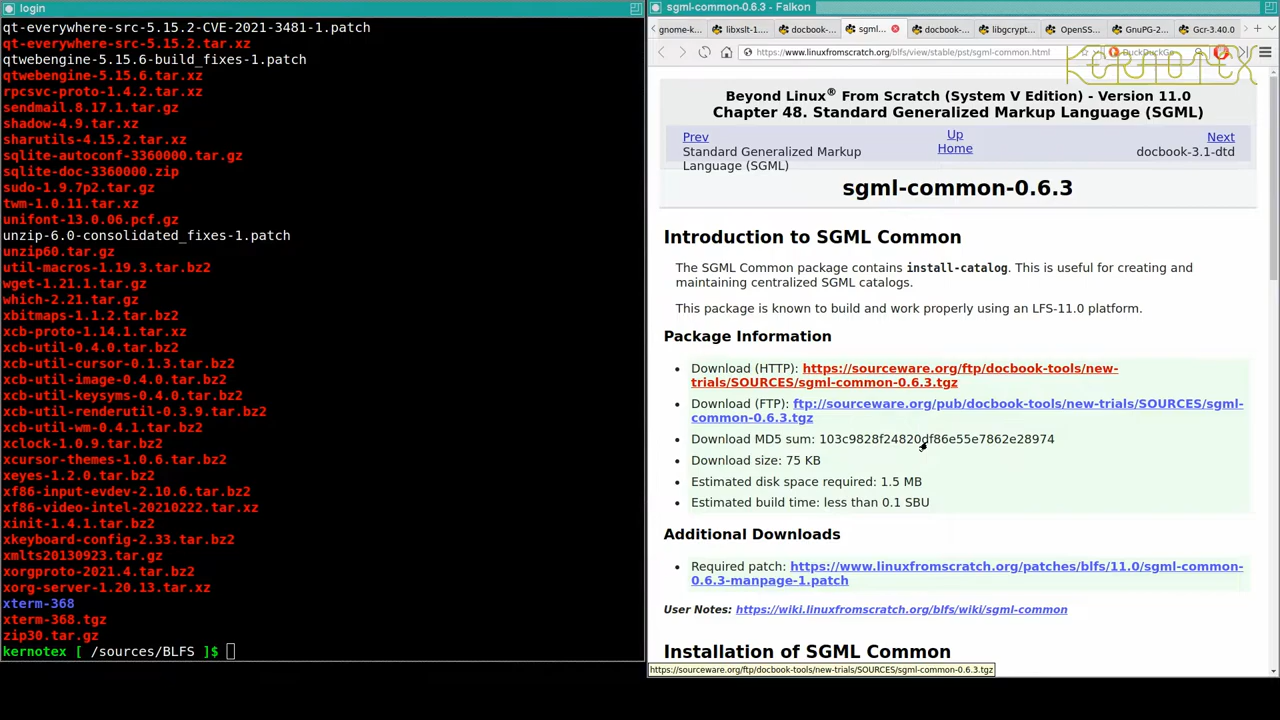 login
qt-everywhere-src-5.15.2-CVE-2021-3481-1.patch
qt-everywhere-src-5.15.2.tar.xz
qtwebengine-5.15.6-build_fixes-1.patch
qtwebengine-5.15.6.tar.xz
rpcsvc-proto-1.4.2.tar.xz
sendmail.8.17.1.tar.gz
shadow-4.9.tar.xz
sharutils-4.15.2.tar.xz
sqlite-autoconf-3360000.tar.gz
sqlite-doc-3360000.zip
sudo-1.9.7p2.tar.gz
twm-1.0.11.tar.xz
unifont-13.0.06.pcf.gz
unzip-6.0-consolidated_fixes-1.patch
unzip60.tar.gz
util-macros-1.19.3.tar.bz2
wget-1.21.1.tar.gz
which-2.21.tar.gz
xbitmaps-1.1.2.tar.bz2
xcb-proto-1.14.1.tar.xz
xcb-util-0.4.0.tar.bz2
xcb-util-cursor-0.1.3.tar.bz2
xcb-util-image-0.4.0.tar.bz2
xcb-util-keysyms-0.4.0.tar.bz2
xcb-util-renderutil-0.3.9.tar.bz2
xcb-util-wm-0.4.1.tar.bz2
xclock-1.0.9.tar.bz2
xcursor-themes-1.0.6.tar.bz2
xeyes-1.2.0.tar.bz2
xf86-input-evdev-2.10.6.tar.bz2
xf86-video-intel-20210222.tar.xz
xinit-1.4.1.tar.bz2
xkeyboard-config-2.33.tar.bz2
xmlts20130923.tar.gz
xorgproto-2021.4.tar.bz2
xorg-server-1.20.13.tar.xz
xterm-368
xterm-368.tgz
zip30.tar.gz
kernotex [ /sources/BLFS ]$
sgml-common-0.6.3 - Falkon
gnome-k... libxslt-1.... docbook-... sgml... docbook-... libgcrypt... OpenSS... GnuPG-2... Gcr-3.40.0
https://www.linuxfromscratch.org/blfs/view/stable/pst/sgml-common.html DuckDuckGo
KERNOTEX
Beyond Linux® From Scratch (System V Edition) - Version 11.0
Chapter 48. Standard Generalized Markup Language (SGML)
Prev Up Next
Standard Generalized Markup Language (SGML) Home docbook-3.1-dtd
sgml-common-0.6.3
Introduction to SGML Common
The SGML Common package contains install-catalog. This is useful for creating and
maintaining centralized SGML catalogs.
This package is known to build and work properly using an LFS-11.0 platform.
Package Information
• Download (HTTP): https://sourceware.org/ftp/docbook-tools/new-
trials/SOURCES/sgml-common-0.6.3.tgz
• Download (FTP): ftp://sourceware.org/pub/docbook-tools/new-trials/SOURCES/sgml-
common-0.6.3.tgz
• Download MD5 sum: 103c9828f24820df86e55e7862e28974
• Download size: 75 KB
• Estimated disk space required: 1.5 MB
• Estimated build time: less than 0.1 SBU
Additional Downloads
• Required patch: https://www.linuxfromscratch.org/patches/blfs/11.0/sgml-common-
0.6.3-manpage-1.patch
User Notes: https://wiki.linuxfromscratch.org/blfs/wiki/sgml-common
Installation of SGML Common
https://sourceware.org/ftp/docbook-tools/new-trials/SOURCES/sgml-common-0.6.3.tgz